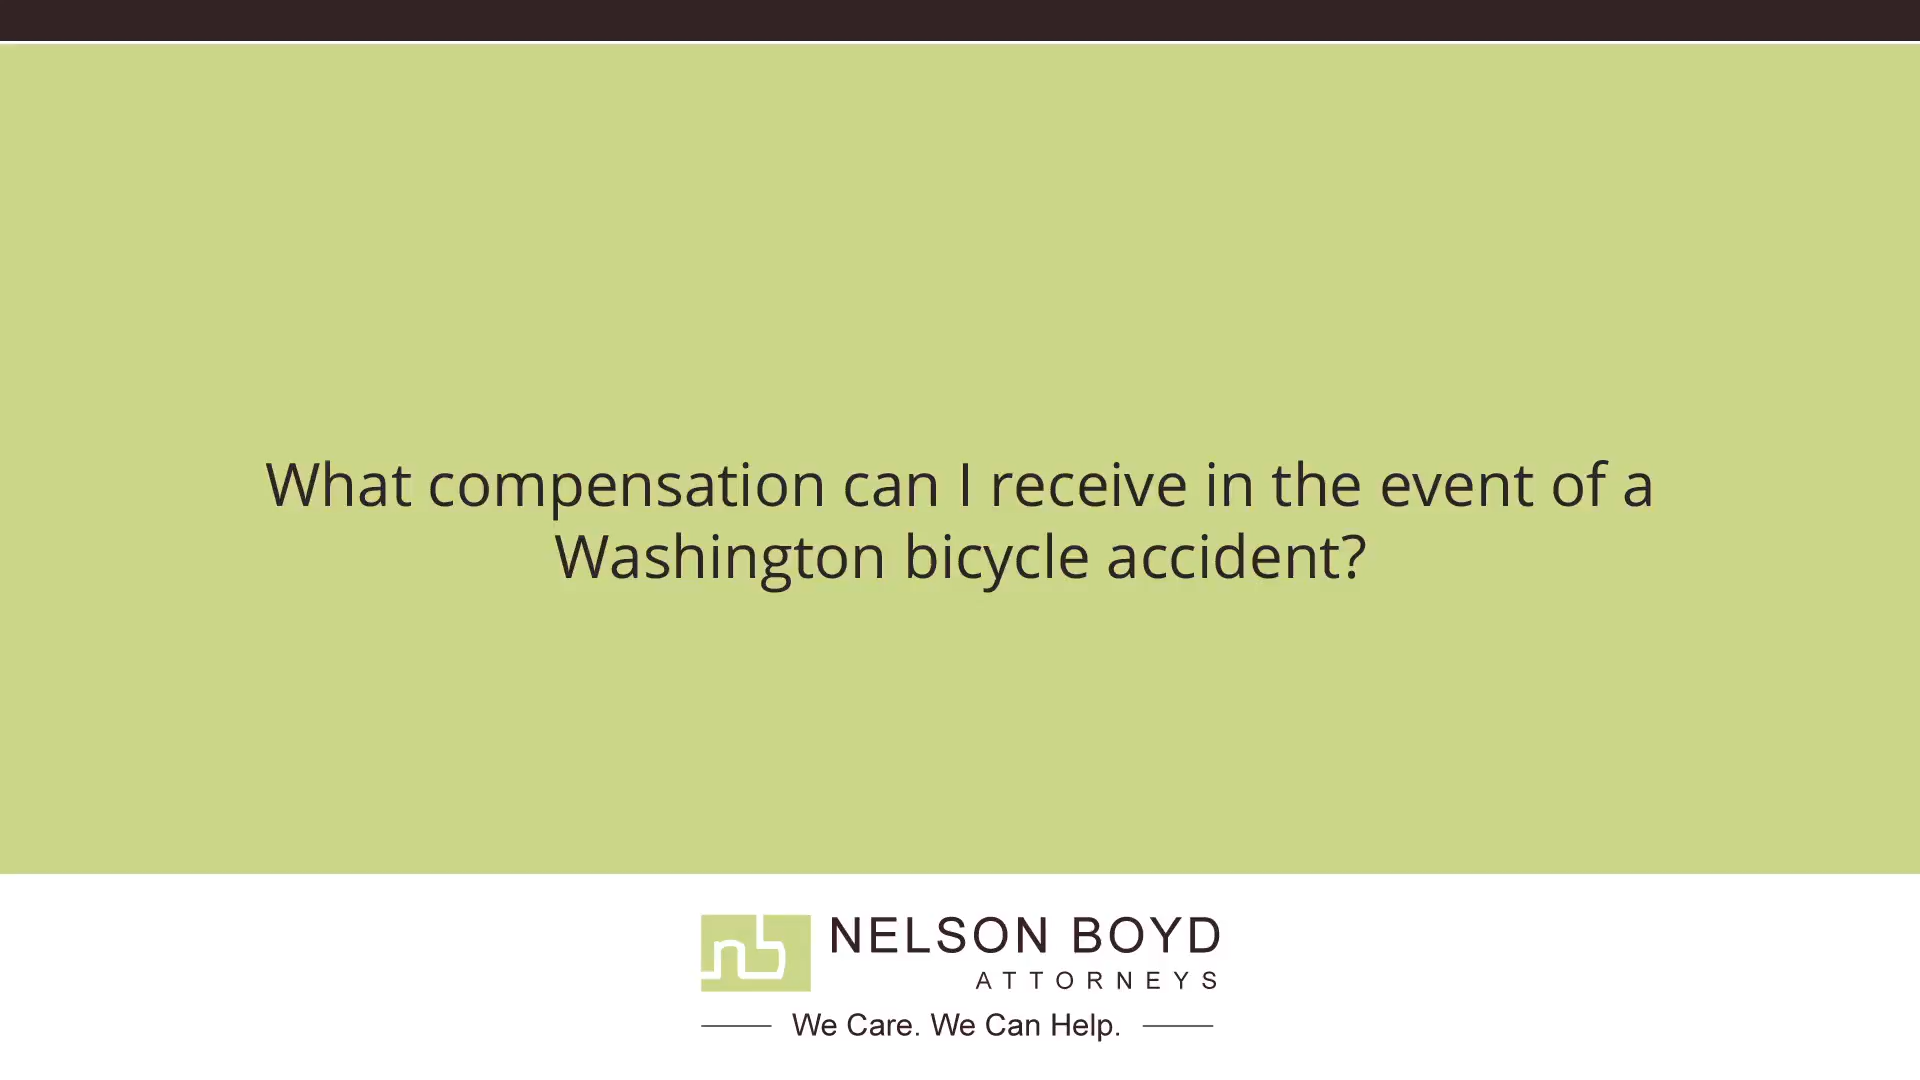 What compensation can I receive in the event of a
Washington bicycle accident?
nb
NELSON BOYD
ATTORNEYS
We Care. We Can Help.